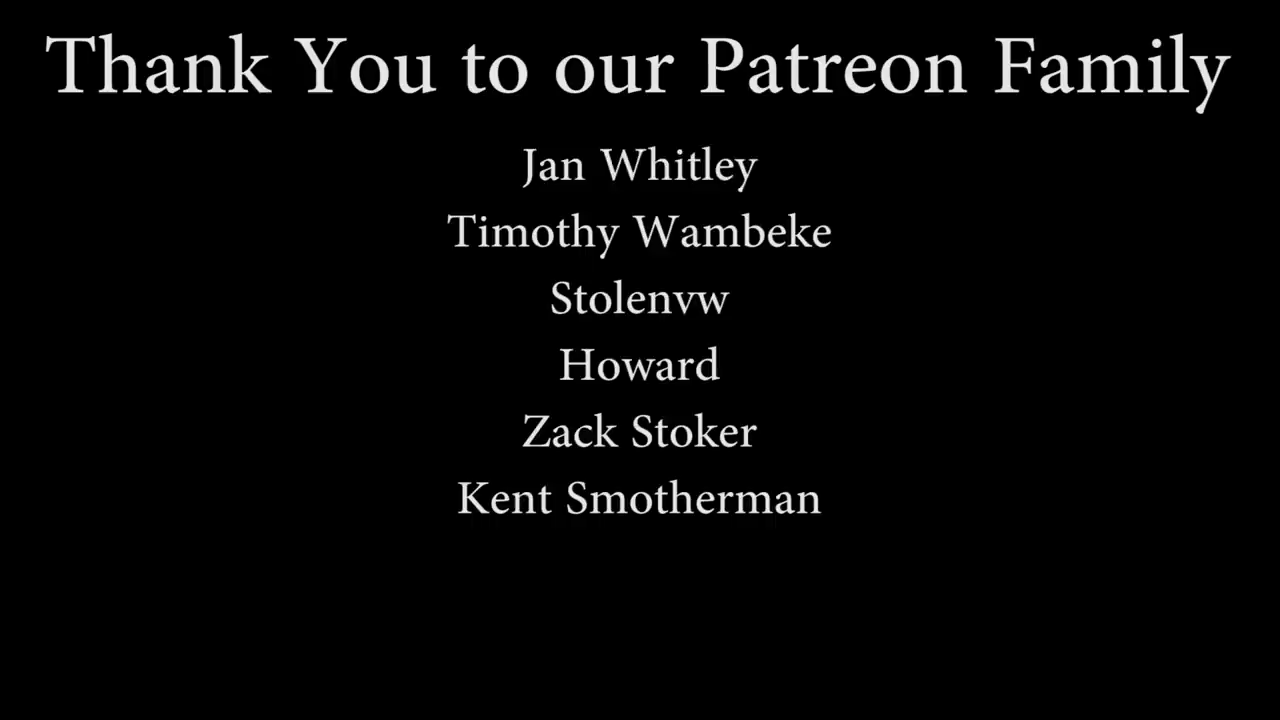 Thank You to our Patreon Family
Jan Whitley
Timothy Wambeke
Stolenvw
Howard
Zack Stoker
Kent Smotherman